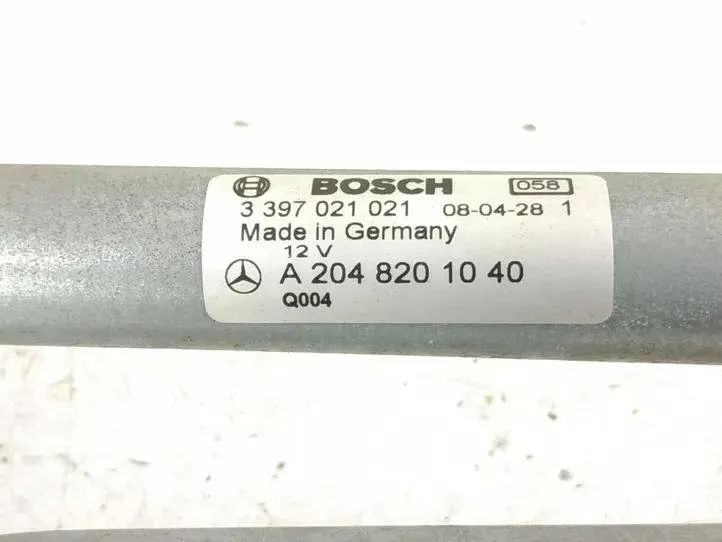 BOSCH 058
3 397 021 021 08-04-28 1
Made in Germany
12 V
A 204 820 10 40
Q004